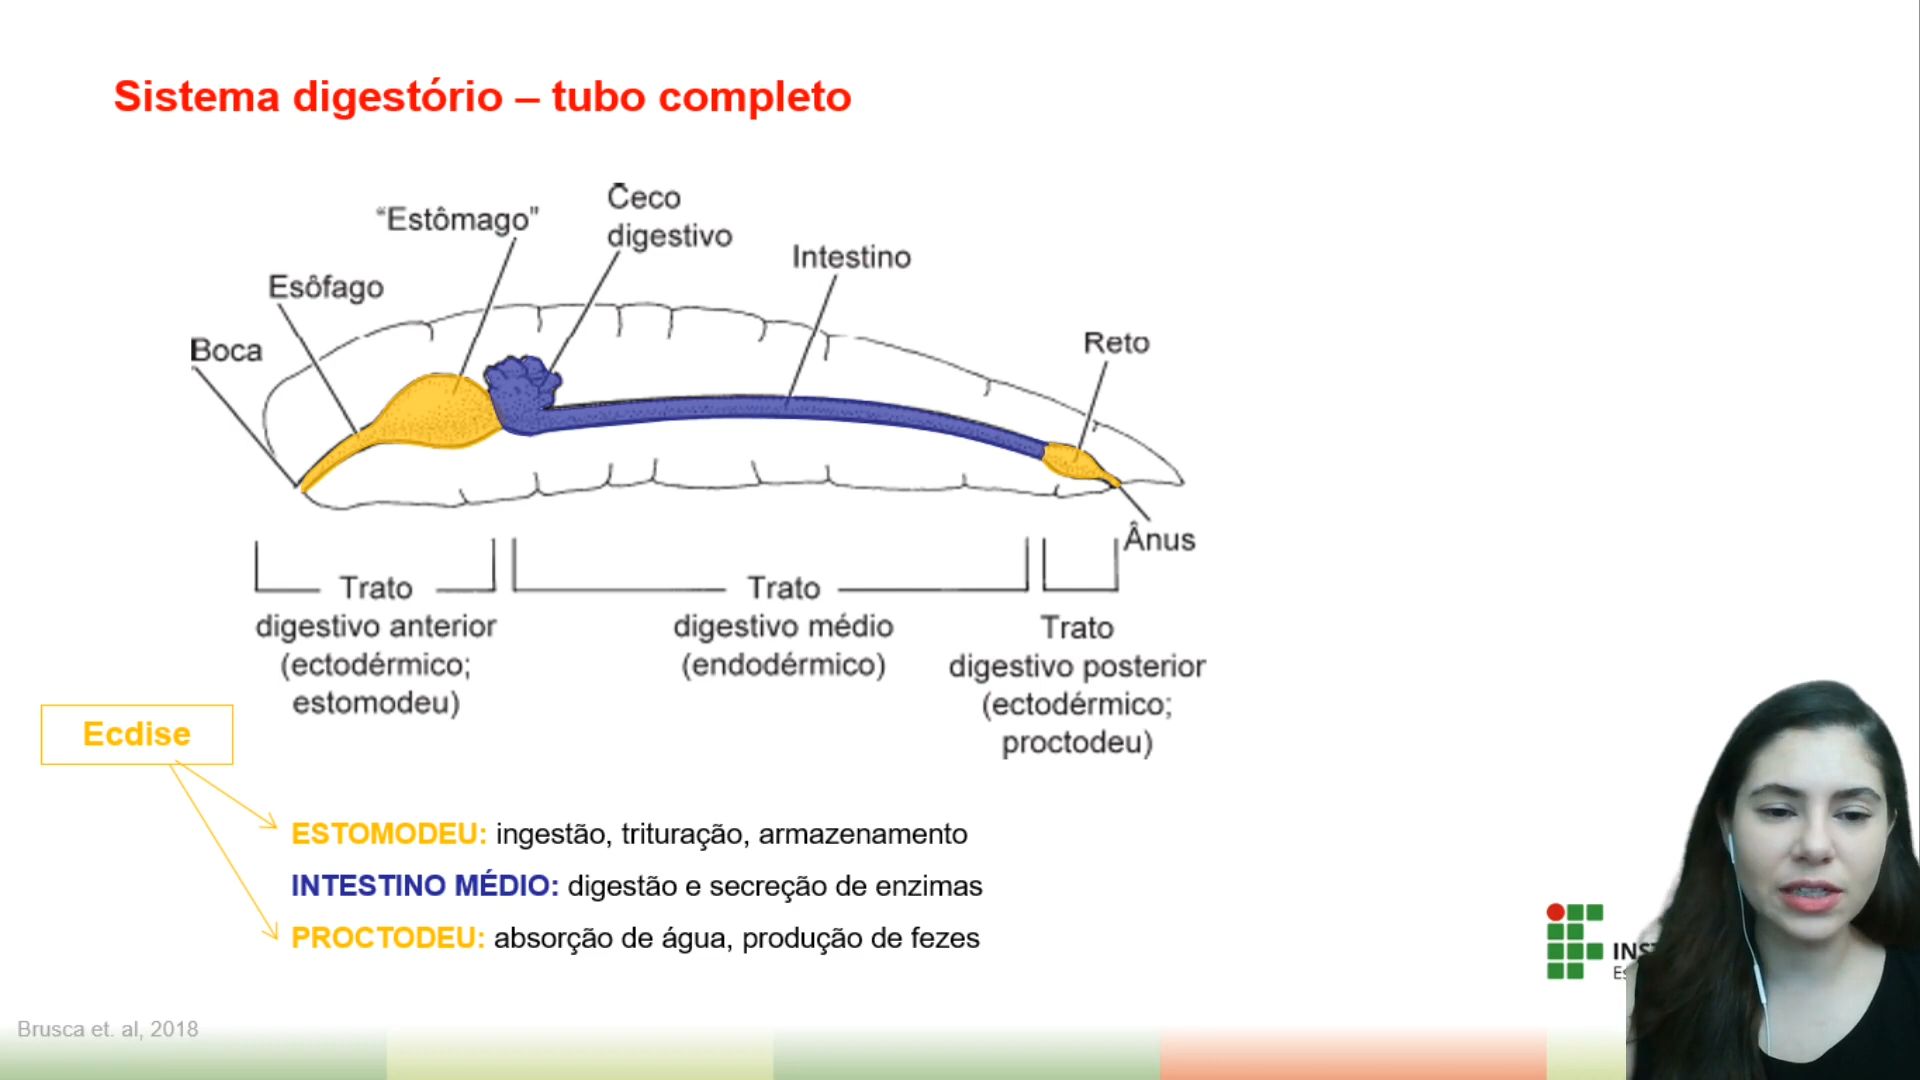 Sistema digestório – tubo completo
Ceco
digestivo
“Estômago”
Intestino
Esôfago
Boca
Reto
Ânus
Trato
digestivo anterior
(ectodérmico;
estomodeu)
Trato
digestivo médio
(endodérmico)
Trato
digestivo posterior
(ectodérmico;
proctodeu)
Ecdise
ESTOMODEU: ingestão, trituração, armazenamento
INTESTINO MÉDIO: digestão e secreção de enzimas
PROCTODEU: absorção de água, produção de fezes
Brusca et. al, 2018